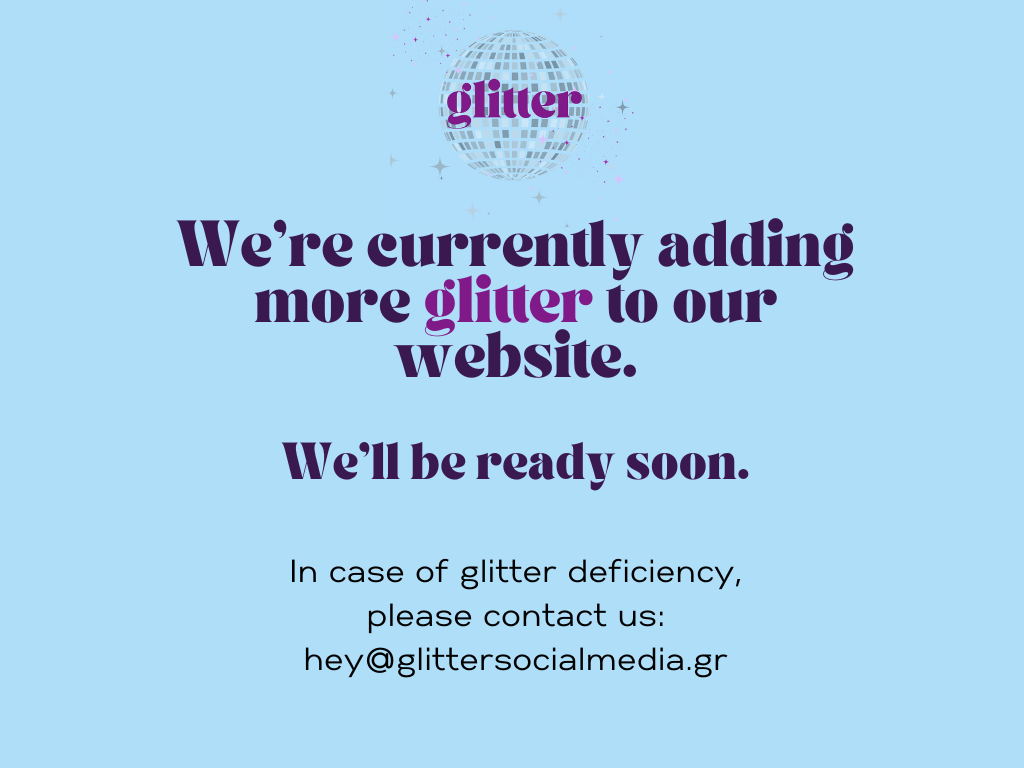 glitter
We’re currently adding
more glitter to our
website.
We’ll be ready soon.
In case of glitter deficiency,
please contact us:
hey@glittersocialmedia.gr